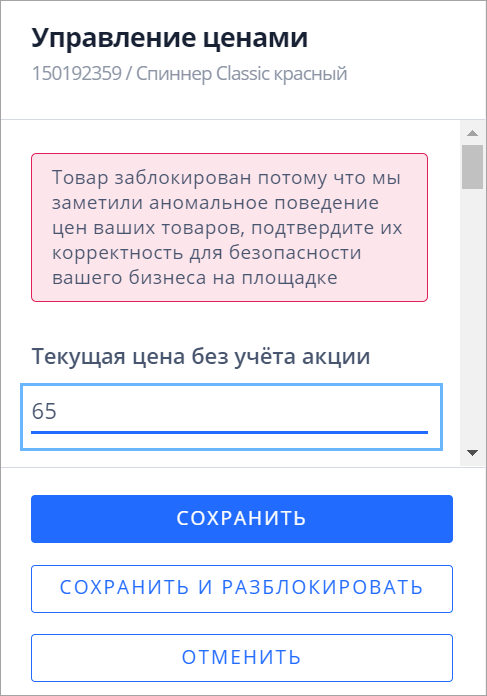 Управление ценами
150192359 / Спиннер Classic красный
Товар заблокирован потому что мы
заметили аномальное поведение
цен ваших товаров, подтвердите их
корректность для безопасности
вашего бизнеса на площадке
Текущая цена без учёта акции
65
СОХРАНИТЬ
СОХРАНИТЬ И РАЗБЛОКИРОВАТЬ
ОТМЕНИТЬ